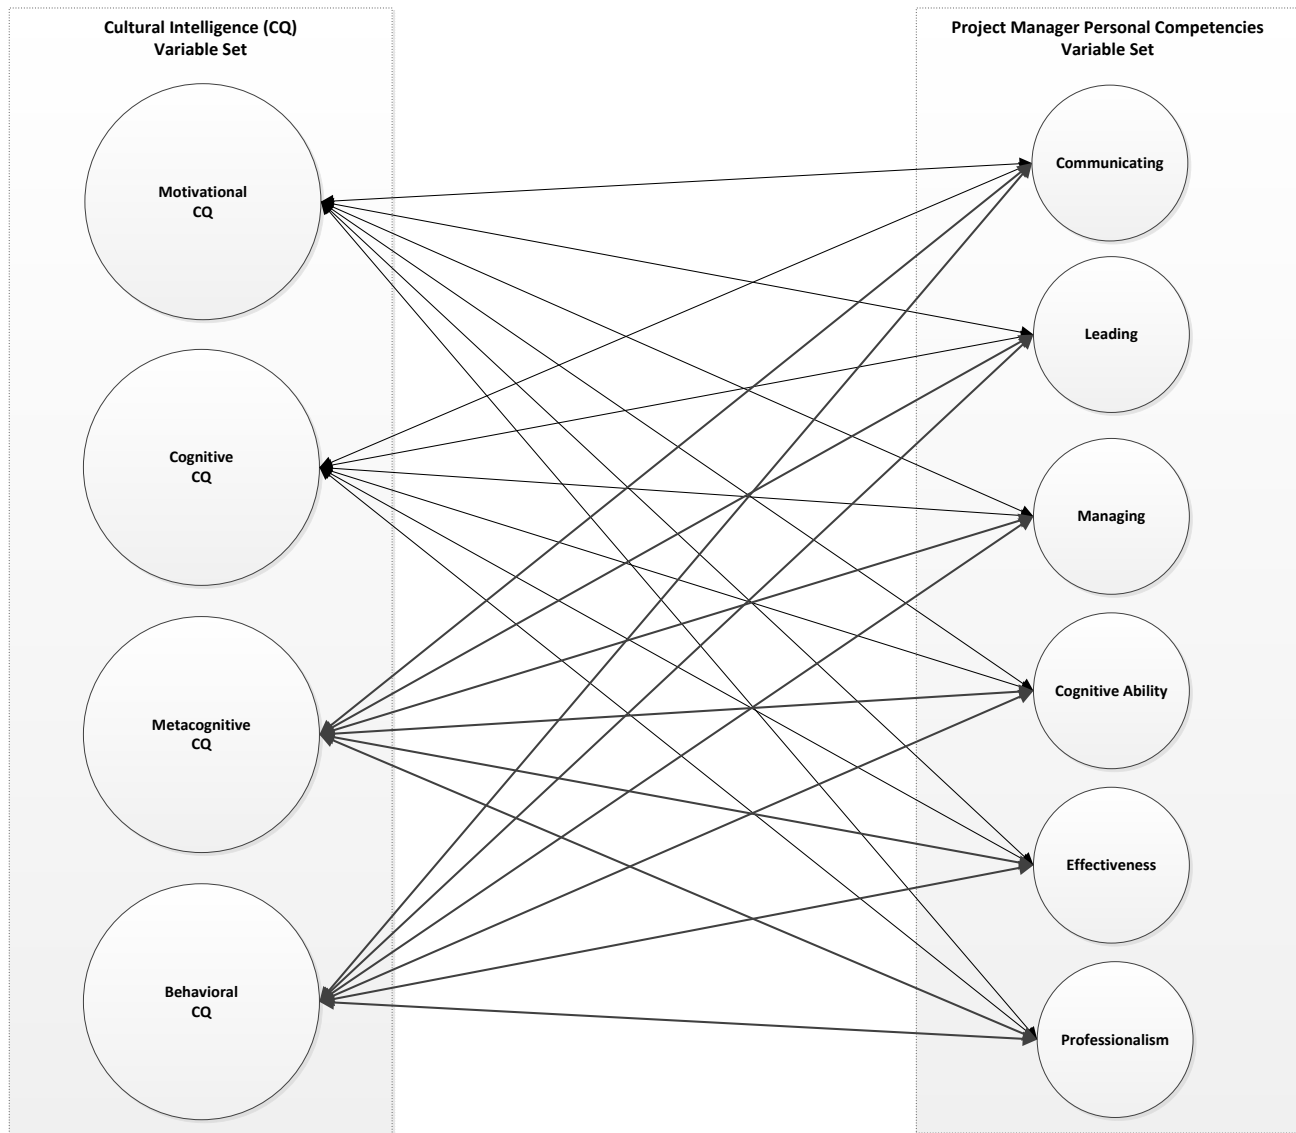 Cultural Intelligence (CQ)
Variable Set
Motivational
CQ
Cognitive
CQ
Metacognitive
CQ
Behavioral
CQ
Project Manager Personal Competencies
Variable Set
Communicating
Leading
Managing
Cognitive Ability
Effectiveness
Professionalism